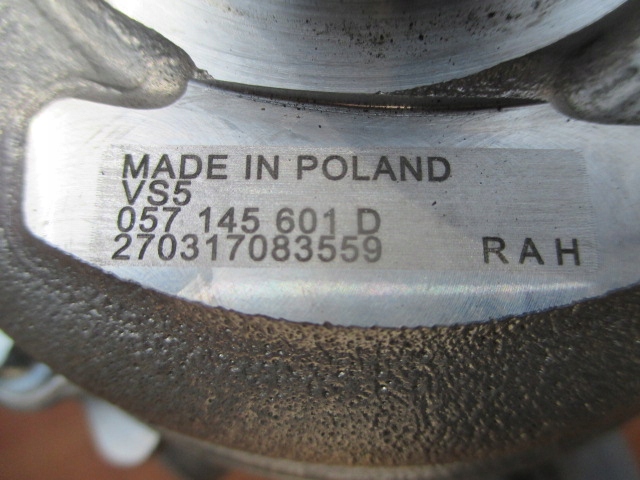 MADE IN POLAND
VS5
057 145 601 D
270317083559 RAH